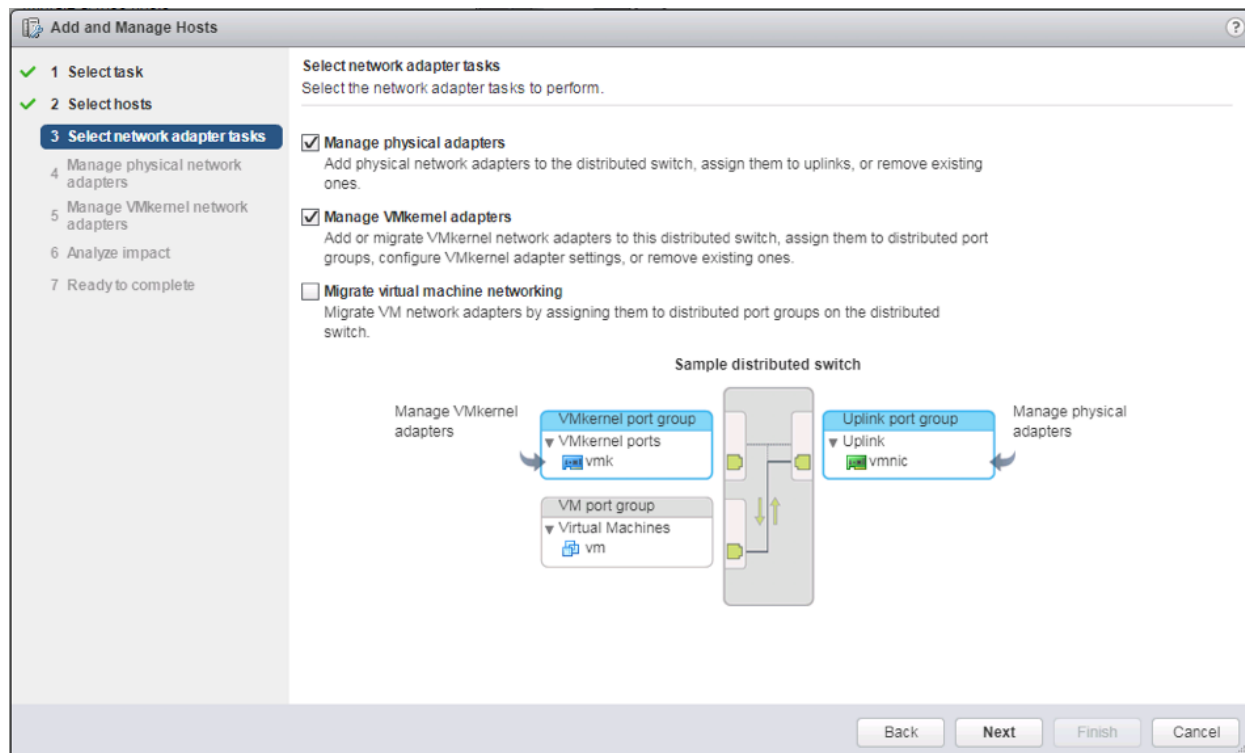 Add and Manage Hosts
?
1 Select task
2 Select hosts
3 Select network adapter tasks
4 Manage physical network
adapters
5 Manage VMkernel network
adapters
6 Analyze impact
7 Ready to complete
Select network adapter tasks
Select the network adapter tasks to perform.
Manage physical adapters
Add physical network adapters to the distributed switch, assign them to uplinks, or remove existing
ones.
Manage VMkernel adapters
Add or migrate VMkernel network adapters to this distributed switch, assign them to distributed port
groups, configure VMkernel adapter settings, or remove existing ones.
Migrate virtual machine networking
Migrate VM network adapters by assigning them to distributed port groups on the distributed
switch.
Sample distributed switch
Manage VMkernel
adapters
VMkernel port group
VMkernel ports
vmk
VM port group
Virtual Machines
vm
Uplink port group
Uplink
vmnic
Manage physical
adapters
Back
Next
Finish
Cancel